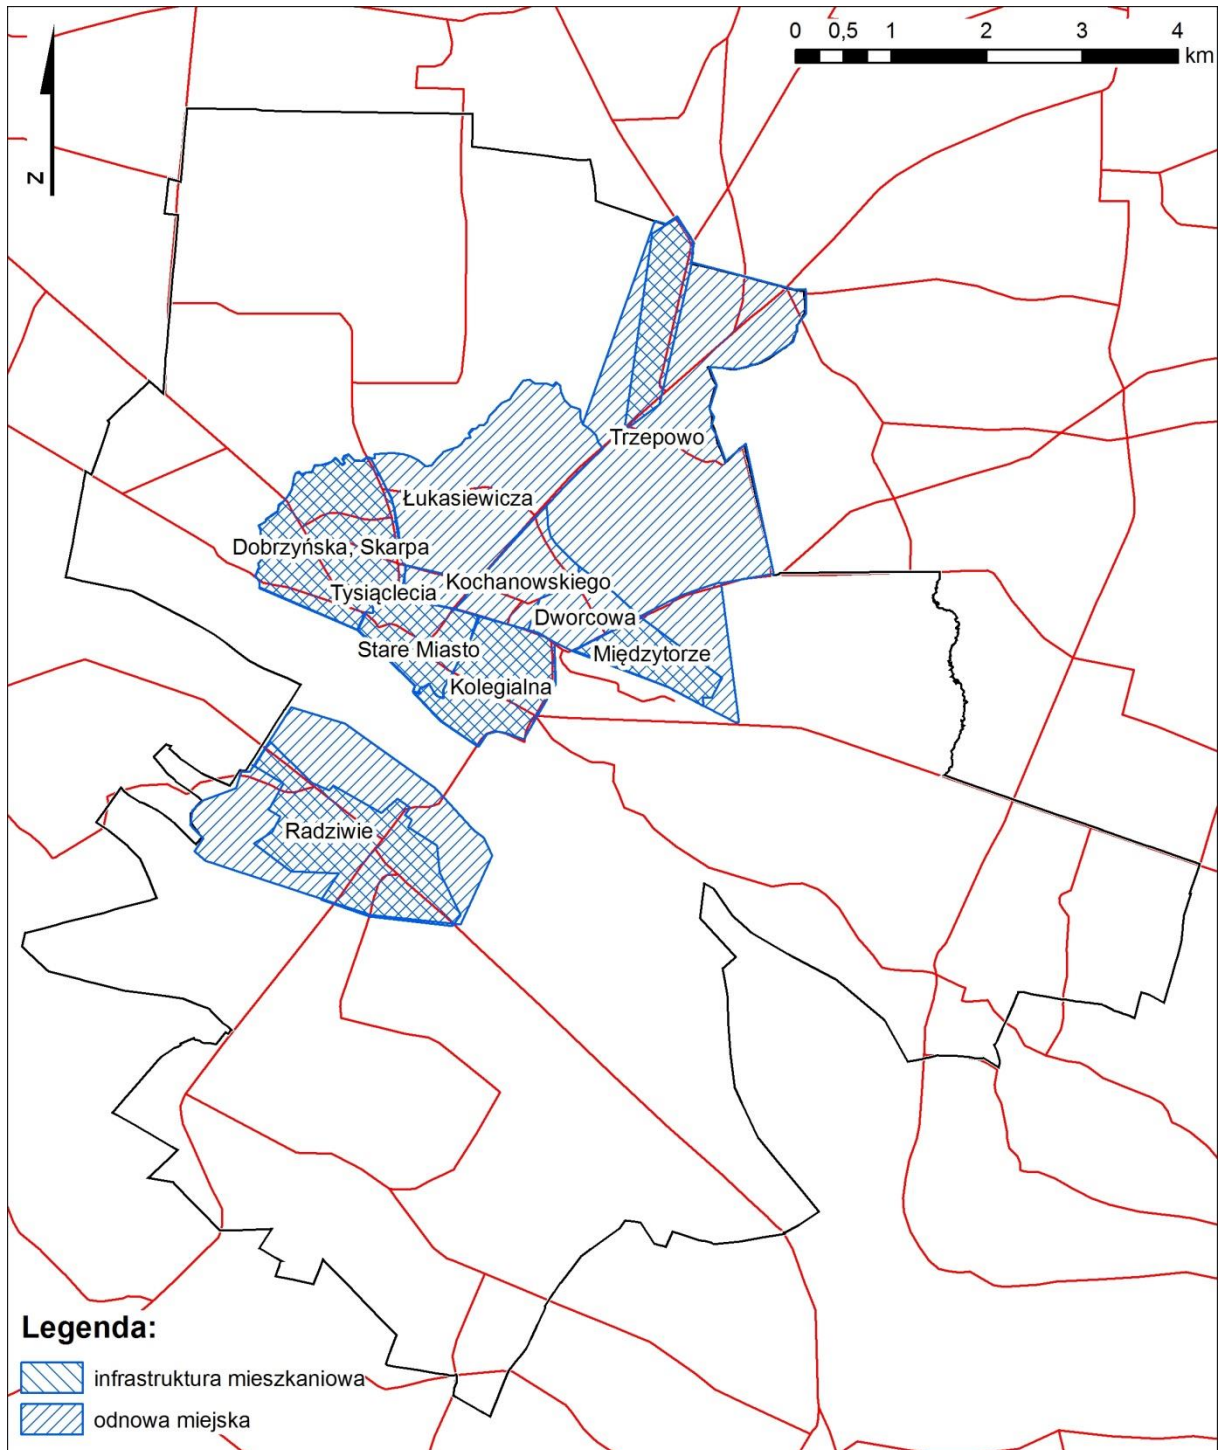 0 0,5 1 2 3 4
km
N
Trzepowo
Łukasiewicza
Dobrzyńska, Skarpa
Kochanowskiego
Tysiąclecia
Dworcowa
Stare Miasto
Międzytorze
Kolegialna
Radziwie
Legenda:
infrastruktura mieszkaniowa
odnowa miejska